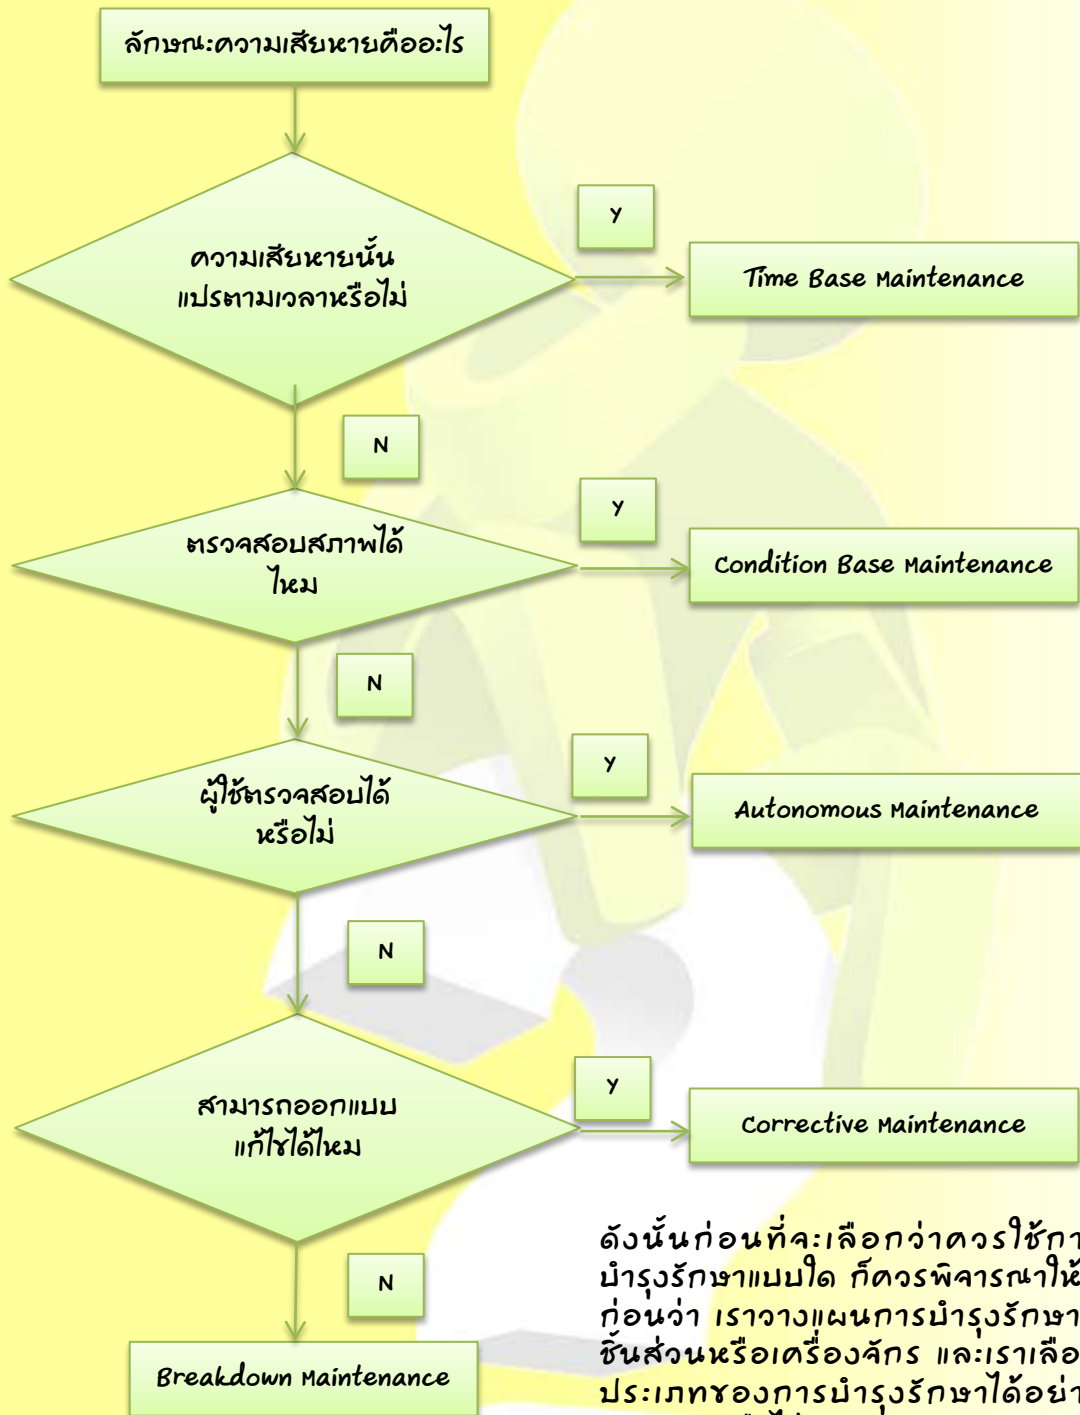 ลักษณะความเสียหายคืออะไร
ความเสียหายนั้น
แปรตามเวลาหรือไม่
Y
Time Base Maintenance
N
ตรวจสอบสภาพได้
ไหม
Y
Condition Base Maintenance
N
ผู้ใช้ตรวจสอบได้
หรือไม่
Y
Autonomous Maintenance
N
สามารถออกแบบ
แก้ไขได้ไหม
Y
Corrective Maintenance
N
Breakdown Maintenance
ดังนั้นก่อนที่จะเลือกว่าควรใช้กา
บำรุงรักษาแบบใด ก็ควรพิจารณาให้
ก่อนว่า เราวางแผนการบำรุงรักษา
ชิ้นส่วนหรือเครื่องจักร และเราเลือ
ประเภทของการบำรุงรักษาได้อย่า